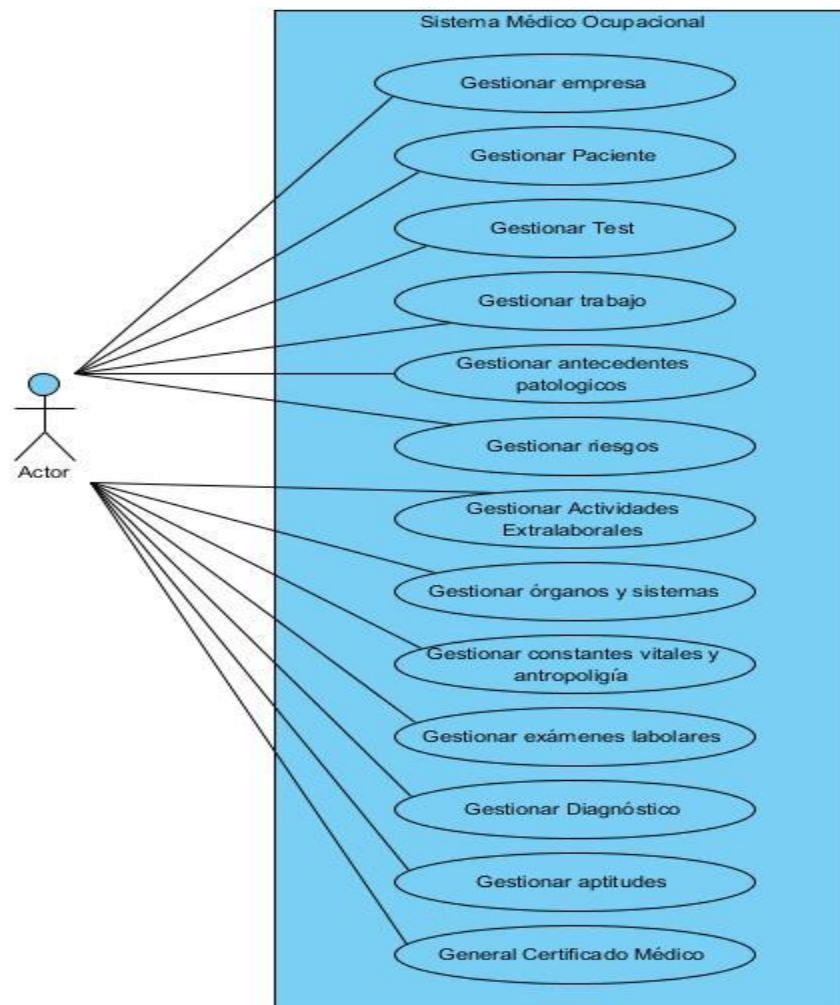 Sistema Médico Ocupacional
Gestionar empresa
Gestionar Paciente
Gestionar Test
Gestionar trabajo
Gestionar antecedentes
patologicos
Gestionar riesgos
Actor
Gestionar Actividades
Extralaborales
Gestionar órganos y sistemas
Gestionar constantes vitales y
antropoligía
Gestionar exámenes labolares
Gestionar Diagnóstico
Gestionar aptitudes
General Certificado Médico